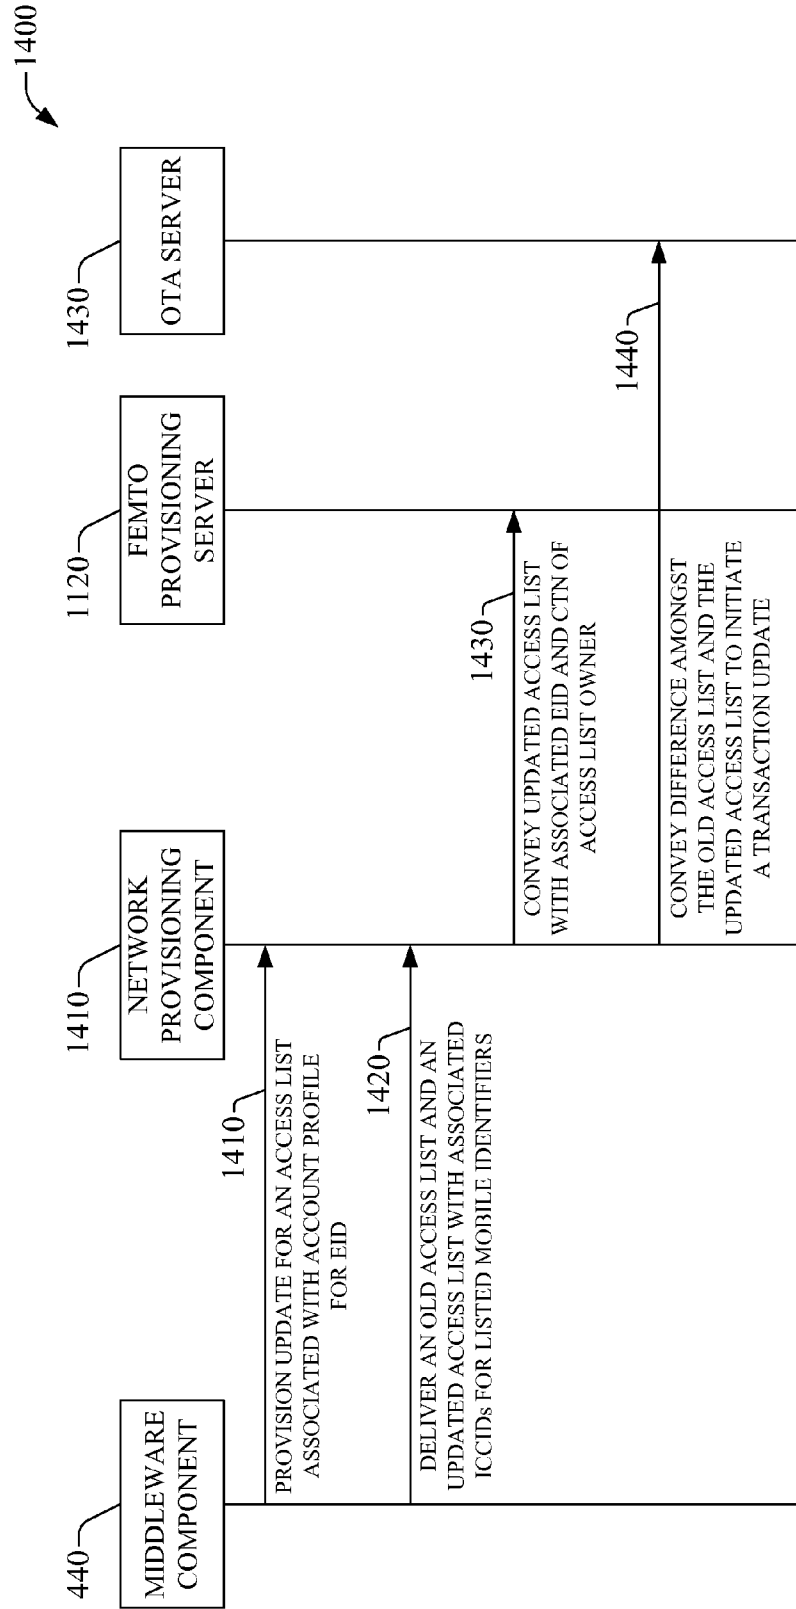 1400
440
MIDDLEWARE
COMPONENT
1410
NETWORK
PROVISIONING
COMPONENT
1120
FEMTO
PROVISIONING
SERVER
1430
OTA SERVER
1410
PROVISION UPDATE FOR AN ACCESS LIST
ASSOCIATED WITH ACCOUNT PROFILE
FOR EID
1420
DELIVER AN OLD ACCESS LIST AND AN
UPDATED ACCESS LIST WITH ASSOCIATED
ICCIDs FOR LISTED MOBILE IDENTIFIERS
1430
CONVEY UPDATED ACCESS LIST
WITH ASSOCIATED EID AND CTN OF
ACCESS LIST OWNER
1440
CONVEY DIFFERENCE AMONGST
THE OLD ACCESS LIST AND THE
UPDATED ACCESS LIST TO INITIATE
A TRANSACTION UPDATE